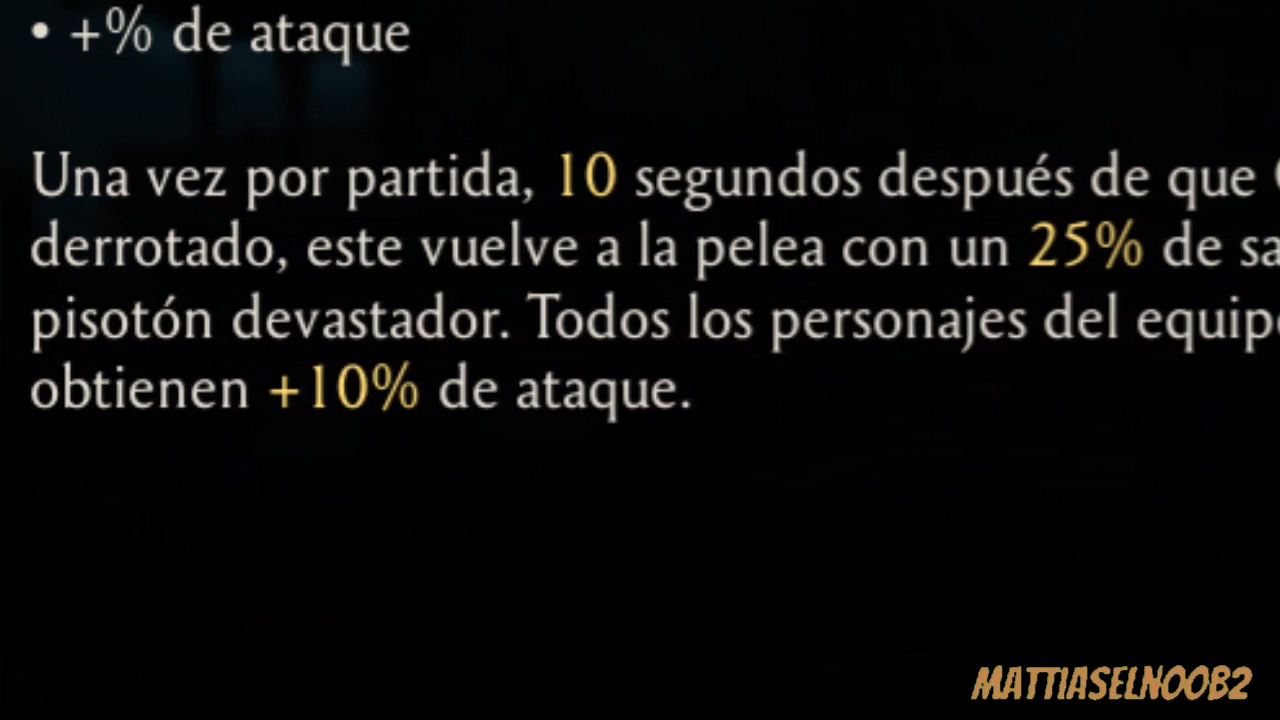 • +% de ataque
Una vez por partida, 10 segundos después de que
derrotado, este vuelve a la pelea con un 25% de
pisotón devastador. Todos los personajes del
obtienen +10% de ataque.
MATTIASELNOOB2